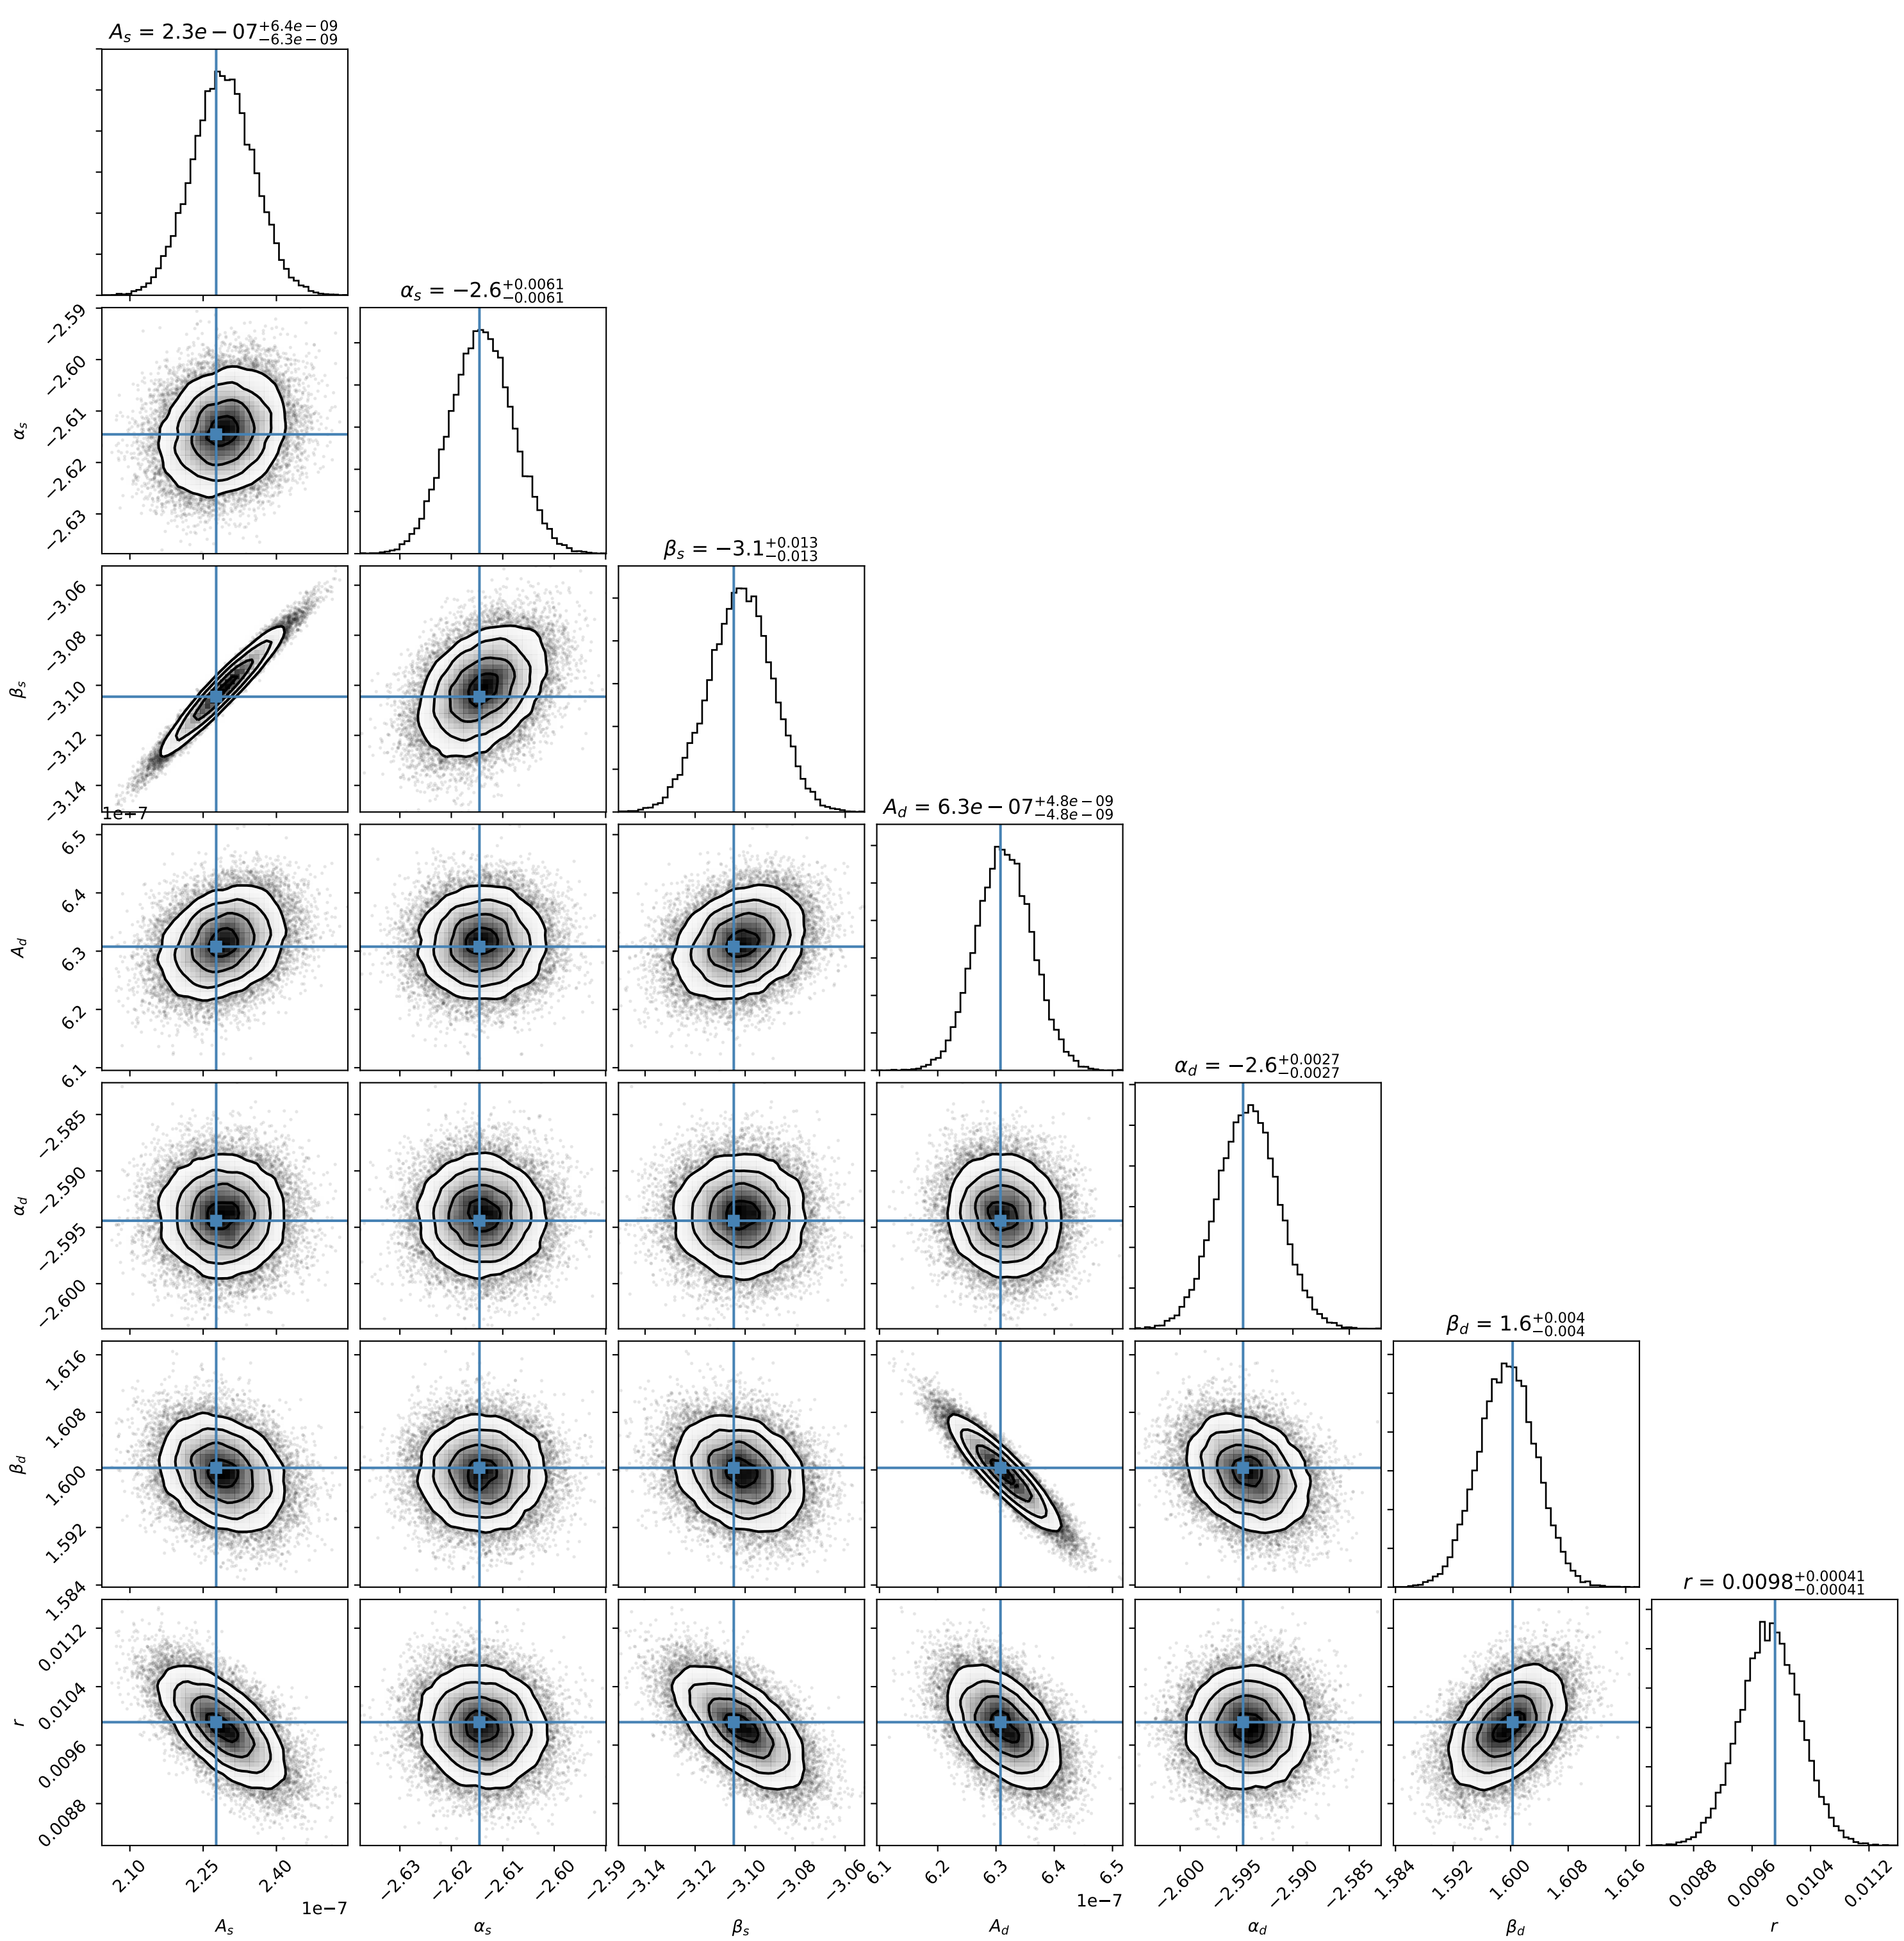 A_s = 2.3e − 07 +6.4e − 09 −6.3e − 09
α_s = −2.6 +0.0061 −0.0061
−2.59
−2.60
−2.61
−2.62
−2.63
α_s
β_s = −3.1 +0.013 −0.013
−3.06
−3.08
−3.10
−3.12
−3.14
β_s
1e−7
A_d = 6.3e − 07 +4.8e − 09 −4.8e − 09
6.5
6.4
6.3
6.2
6.1
A_d
α_d = −2.6 +0.0027 −0.0027
−2.585
−2.590
−2.595
−2.600
α_d
β_d = 1.6 +0.004 −0.004
1.616
1.608
1.600
1.592
1.584
β_d
r = 0.0098 +0.00041 −0.00041
0.0112
0.0104
0.0096
0.0088
r
2.10 2.25 2.40 −2.63 −2.62 −2.61 −2.60 −2.59 −3.14 −3.12 −3.10 −3.08 −3.06 6.1 6.2 6.3 6.4 6.5 −2.600 −2.595 −2.590 −2.585 1.584 1.592 1.600 1.608 1.616 0.0088 0.0096 0.0104 0.0112
1e−7 1e−7
A_s α_s β_s A_d α_d β_d r